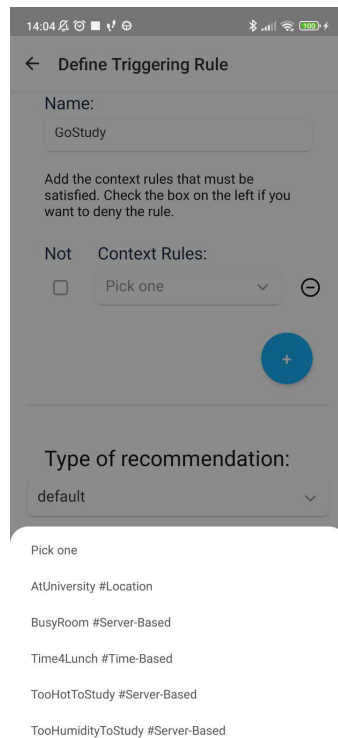 14:04
100
Define Triggering Rule
Name:
GoStudy
Add the context rules that must be
satisfied. Check the box on the left if you
want to deny the rule.
Not Context Rules:
Pick one
+
Type of recommendation:
default
Pick one
AtUniversity #Location
BusyRoom #Server-Based
Time4Lunch #Time-Based
TooHotToStudy #Server-Based
TooHumidityToStudy #Server-Based